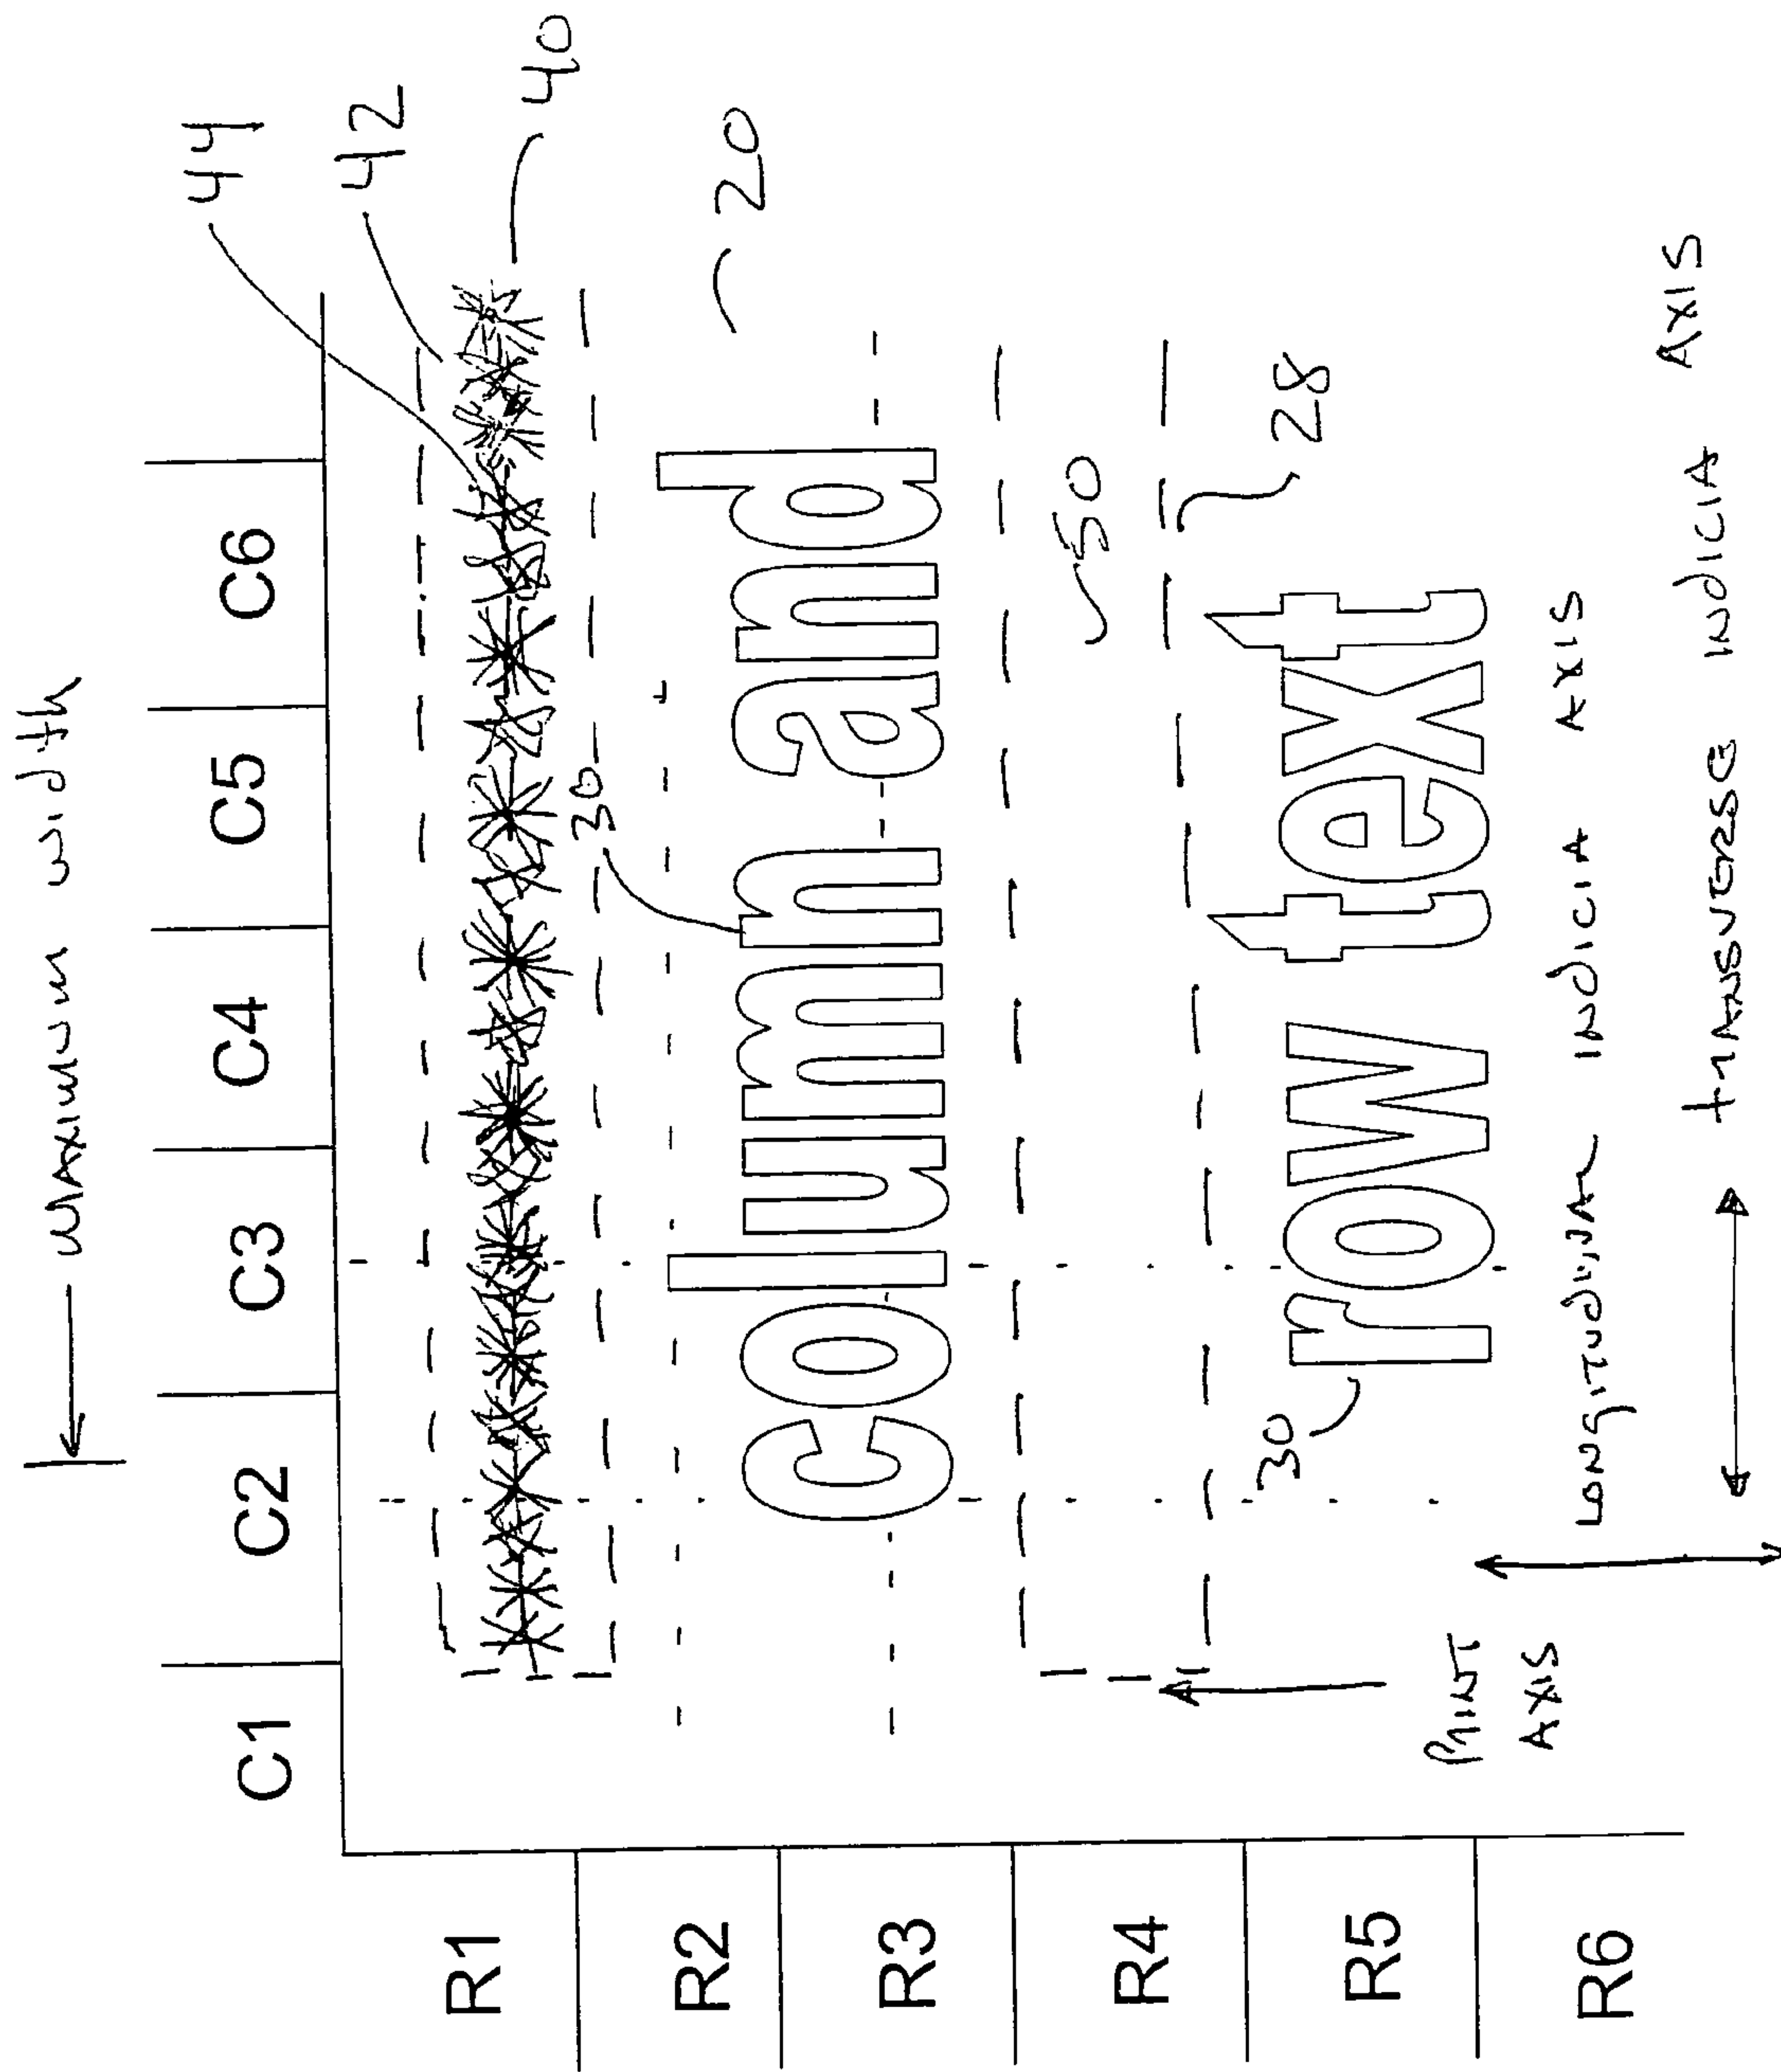 MAXIMUM width
44
42
40
C1 C2 C3 C4 C5 C6
R1
30
20
R2
column and
R3
50
R4
28
30
row text
R5
PRINT
AXIS
LONGITUDINAL INDICIA AXIS
R6
TRANSVERSE INDICIA AXIS